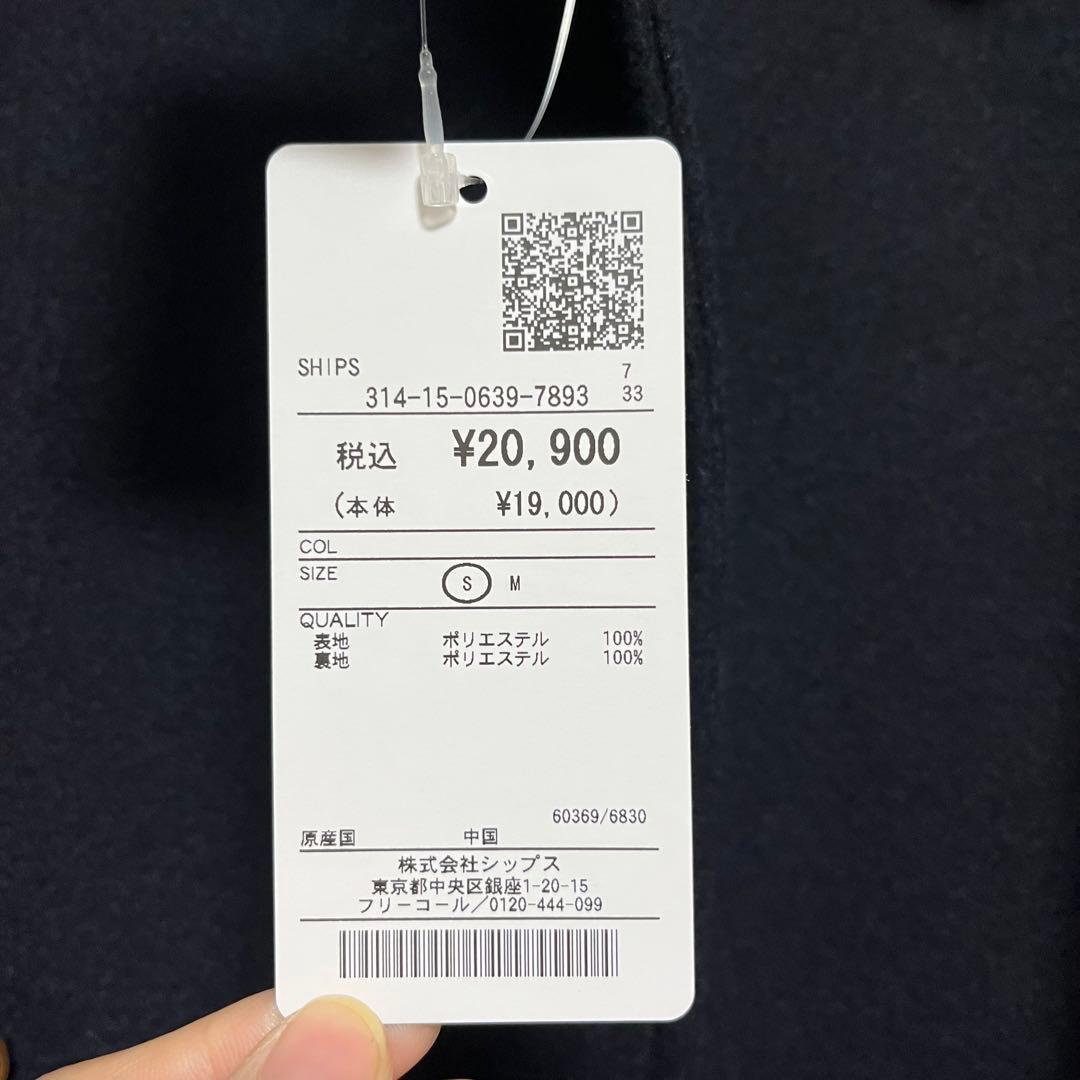 SHIPS
7
314-15-0639-7893 33
税込 ¥20,900
(本体 ¥19,000)
COL
SIZE S M
QUALITY
表地 ポリエステル 100%
裏地 ポリエステル 100%
60369/6830
原産国 中国
株式会社シップス
東京都中央区銀座1-20-15
フリーコール／0120-444-099